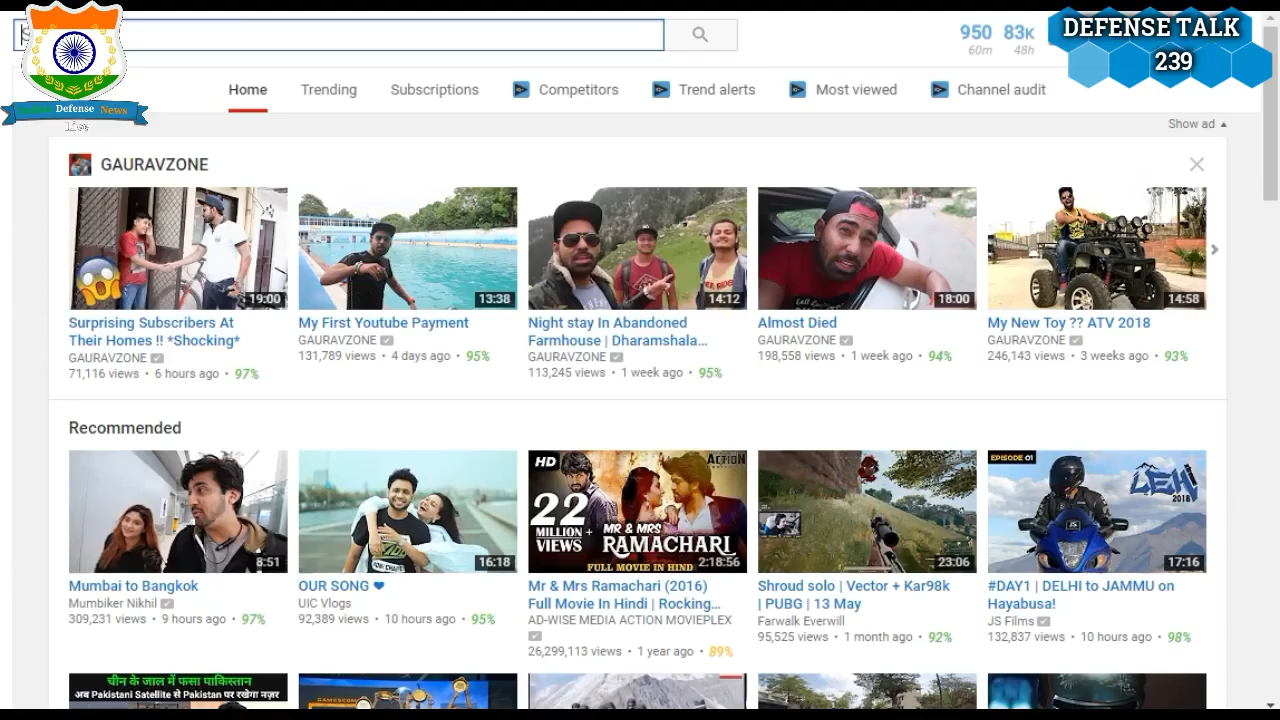 950 83K
60m 48h
DEFENSE TALK
239
Defense News
Live
Home Trending Subscriptions Competitors Trend alerts Most viewed Channel audit
Show ad
GAURAVZONE
19:00
13:38
14:12
18:00
14:58
Surprising Subscribers At
Their Homes !! *Shocking*
GAURAVZONE
71,116 views • 6 hours ago • 97%
My First Youtube Payment
GAURAVZONE
131,789 views • 4 days ago • 95%
Night stay In Abandoned
Farmhouse | Dharamshala...
GAURAVZONE
113,245 views • 1 week ago • 95%
Almost Died
GAURAVZONE
198,558 views • 1 week ago • 94%
My New Toy ?? ATV 2018
GAURAVZONE
246,143 views • 3 weeks ago • 93%
Recommended
8:51
16:18
HD
ACTION
22
MILLION +
VIEWS
MR & MRS
RAMACHARI
FULL MOVIE IN HINDI
2:18:56
23:06
EPISODE 01
LEH
2018
17:16
Mumbai to Bangkok
Mumbiker Nikhil
309,231 views • 9 hours ago • 97%
OUR SONG ❤
UIC Vlogs
92,389 views • 10 hours ago • 95%
Mr & Mrs Ramachari (2016)
Full Movie In Hindi | Rocking...
AD-WISE MEDIA ACTION MOVIEPLEX
26,299,113 views • 1 year ago • 89%
Shroud solo | Vector + Kar98k
| PUBG | 13 May
Farwalk Everwill
95,525 views • 1 month ago • 92%
#DAY1 | DELHI to JAMMU on
Hayabusa!
JS Films
132,837 views • 10 hours ago • 98%
चीन के जाल में फसा पाकिस्तान
अब Pakistani Satellite से Pakistan पर रखेगा नज़र
GAMESCOM